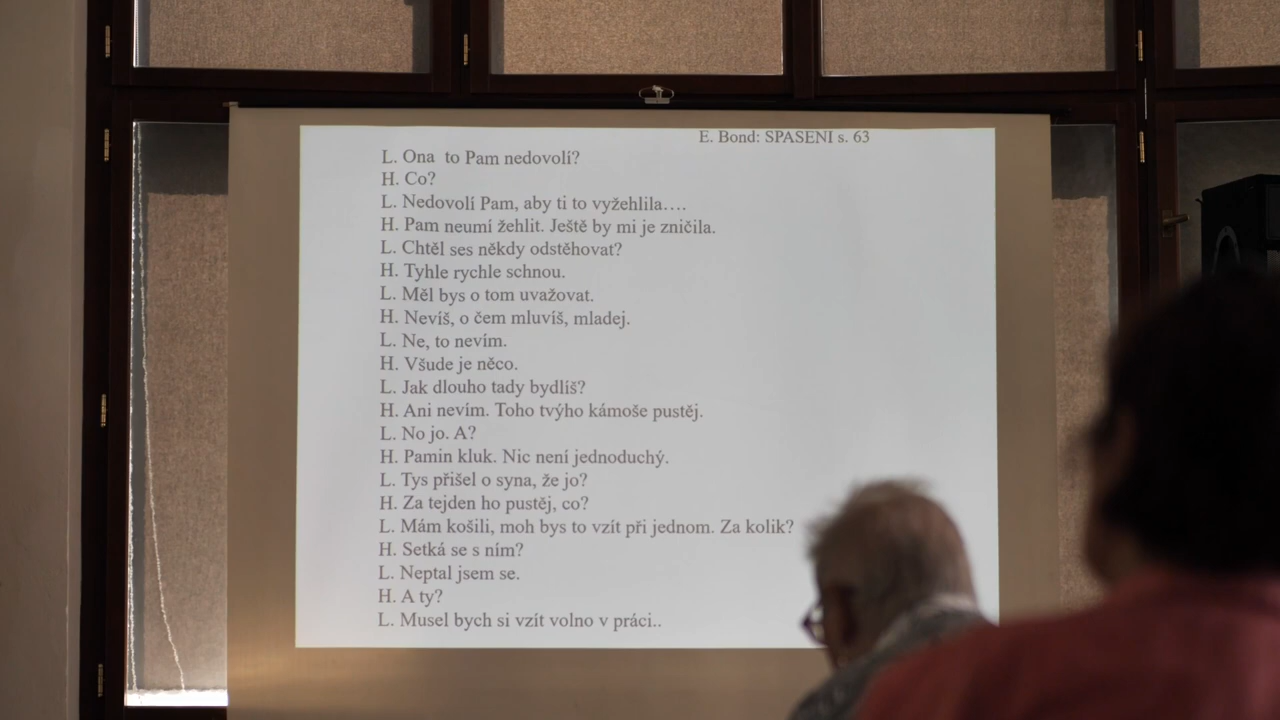 E. Bond: SPASENI s. 63
L. Ona to Pam nedovolí?
H. Co?
L. Nedovolí Pam, aby ti to vyžehlila….
H. Pam neumí žehlit. Ještě by mi je zničila.
L. Chtěl ses někdy odstěhovat?
H. Tyhle rychle schnou.
L. Měl bys o tom uvažovat.
H. Nevíš, o čem mluvíš, mladej.
L. Ne, to nevím.
H. Všude je něco.
L. Jak dlouho tady bydlíš?
H. Ani nevím. Toho tvýho kámoše pustěj.
L. No jo. A?
H. Pamin kluk. Nic není jednoduchý.
L. Tys přišel o syna, že jo?
H. Za tejden ho pustěj, co?
L. Mám košili, moh bys to vzít při jednom. Za kolik?
H. Setká se s ním?
L. Neptal jsem se.
H. A ty?
L. Musel bych si vzít volno v práci..